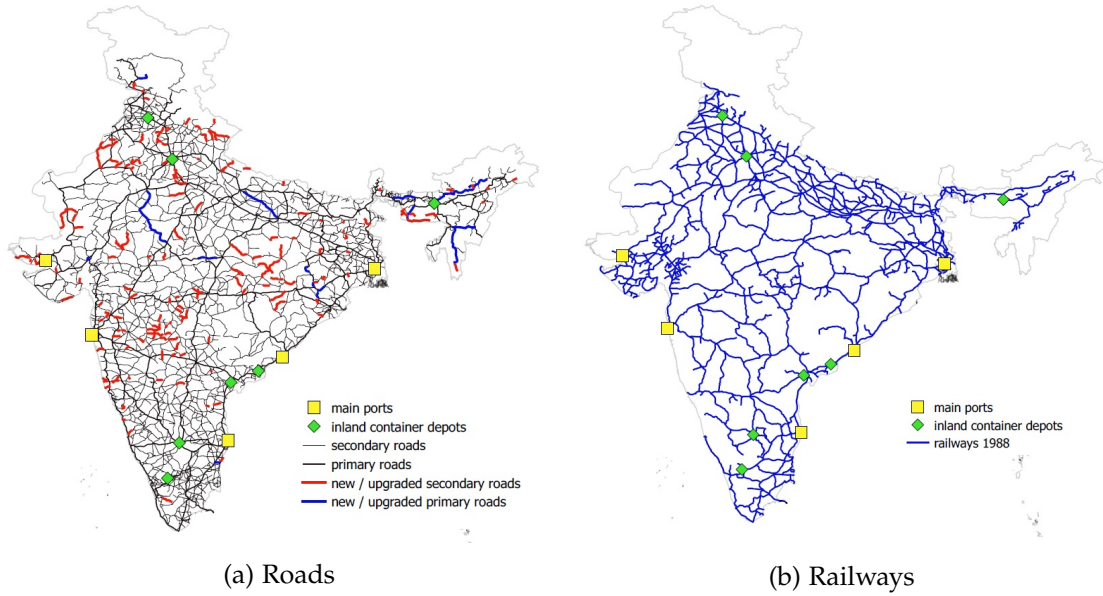 main ports
inland container depots
secondary roads
primary roads
new / upgraded secondary roads
new / upgraded primary roads
(a) Roads
main ports
inland container depots
railways 1988
(b) Railways